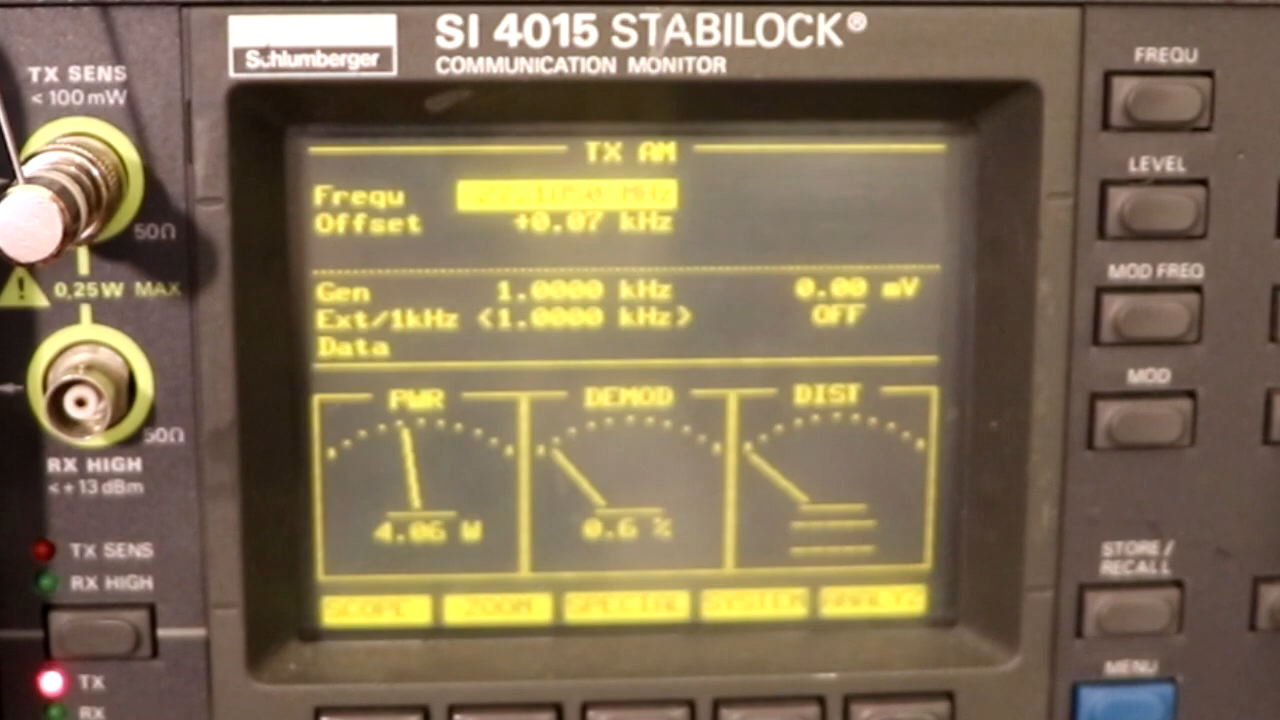 Schlumberger
SI 4015 STABILOCK®
COMMUNICATION MONITOR
TX SENS
< 100 mW
50Ω
! 0,25 W MAX
50Ω
RX HIGH
< + 13 dBm
TX SENS
RX HIGH
TX
RX
TX AM
Frequ MHz
Offset +0.07 kHz
Gen 1.0000 kHz 0.00 mV
Ext/1kHz <1.0000 kHz> OFF
Data
PWR DEMOD DIST
4.06 W 0.6 %
SCOPE ZOOM SPECIAL SYSTEM ANALYZ
FREQU
LEVEL
MOD FREQ
MOD
STORE /
RECALL
MENU